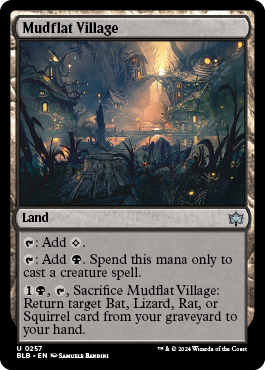 Mudflat Village
Land
: Add .
: Add . Spend this mana only to
cast a creature spell.
1 , , Sacrifice Mudflat Village:
Return target Bat, Lizard, Rat, or
Squirrel card from your graveyard to
your hand.
U 0257
BLB • EN Samuele Bandini
™ & © 2024 Wizards of the Coast